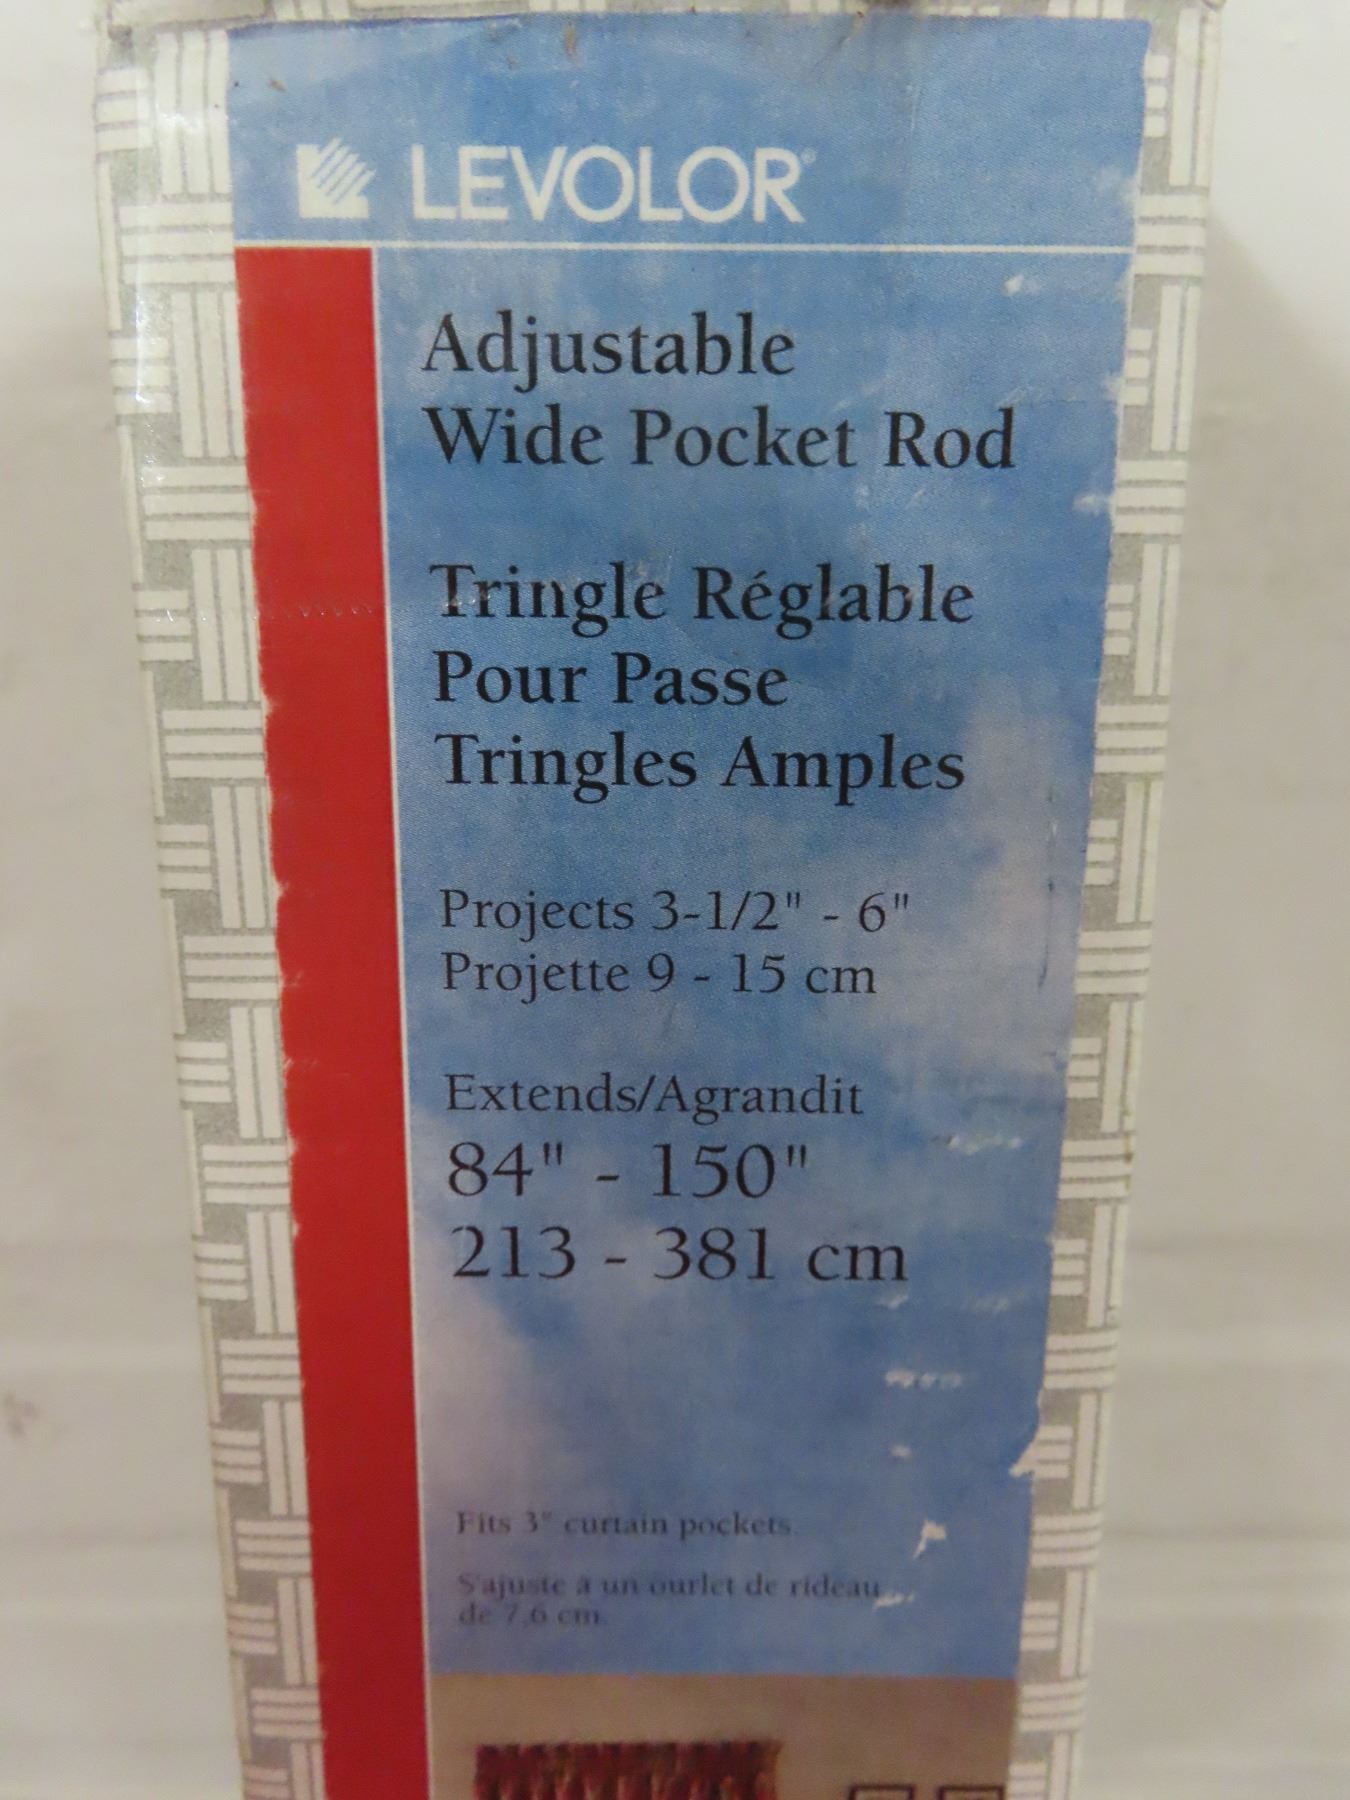 LEVOLOR®
Adjustable
Wide Pocket Rod
Tringle Réglable
Pour Passe
Tringles Amples
Projects 3-1/2" - 6"
Projette 9 - 15 cm
Extends/Agrandit
84" - 150"
213 - 381 cm
Fits 3" curtain pockets.
S'ajuste à un ourlet de rideau
de 7,6 cm.